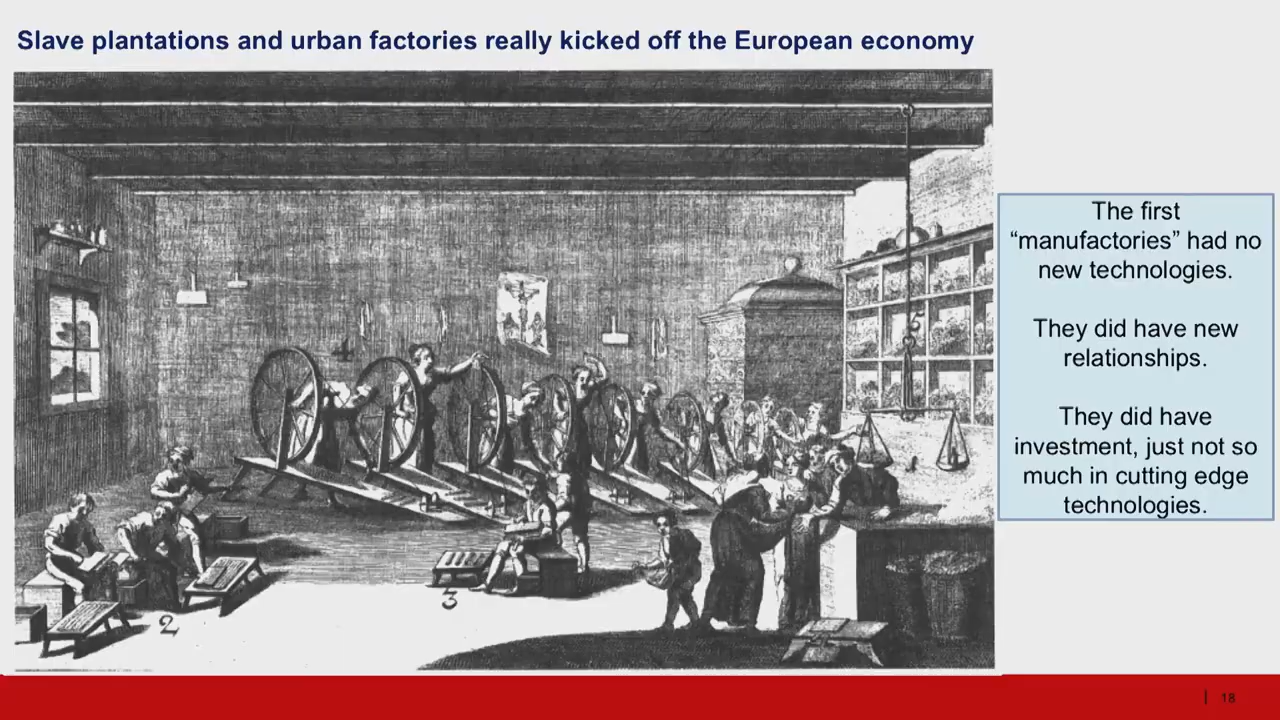 Slave plantations and urban factories really kicked off the European economy
The first
“manufactories” had no
new technologies.
They did have new
relationships.
They did have
investment, just not so
much in cutting edge
technologies.
4
5
3
2
| 18